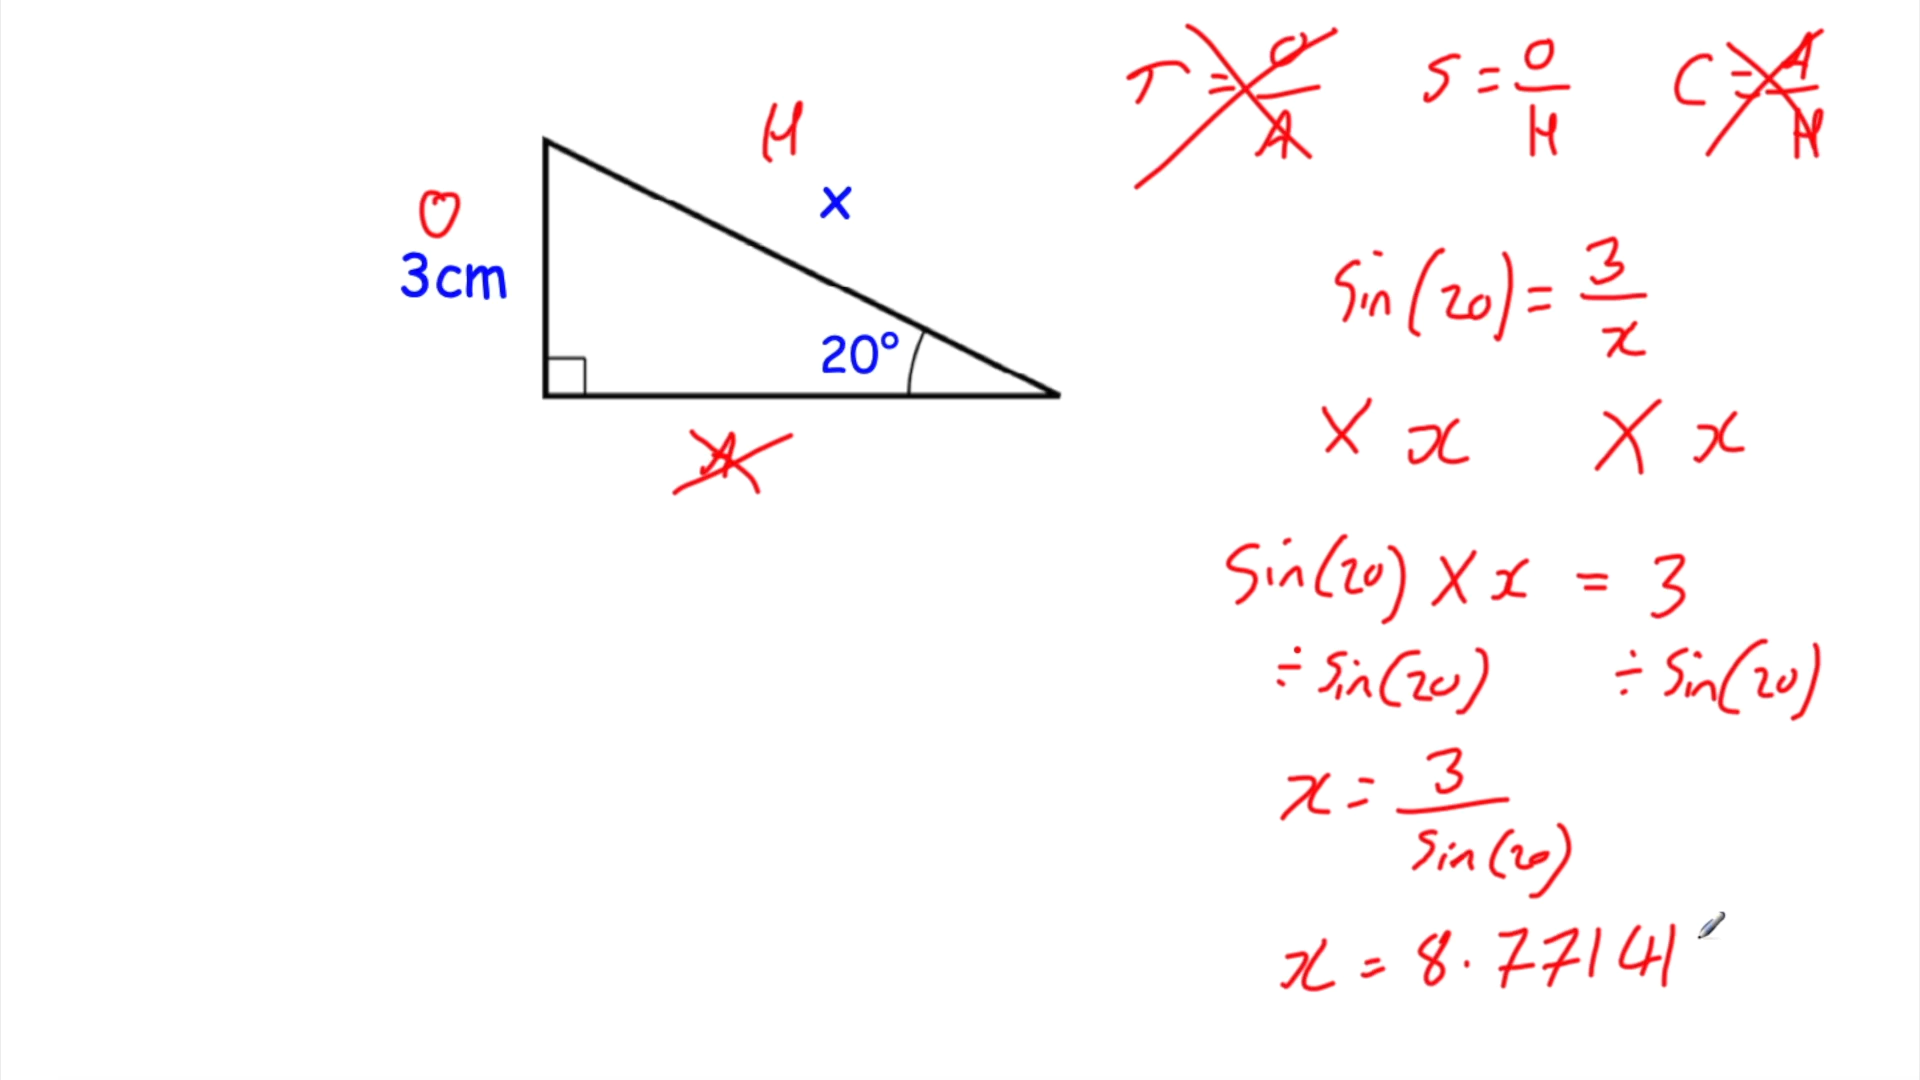 T = O/A S = O/H C = A/H
H
x
O
3cm
20°
A
Sin(20) = 3/x
× x × x
Sin(20) × x = 3
÷ Sin(20) ÷ Sin(20)
x = 3/Sin(20)
x = 8.77141